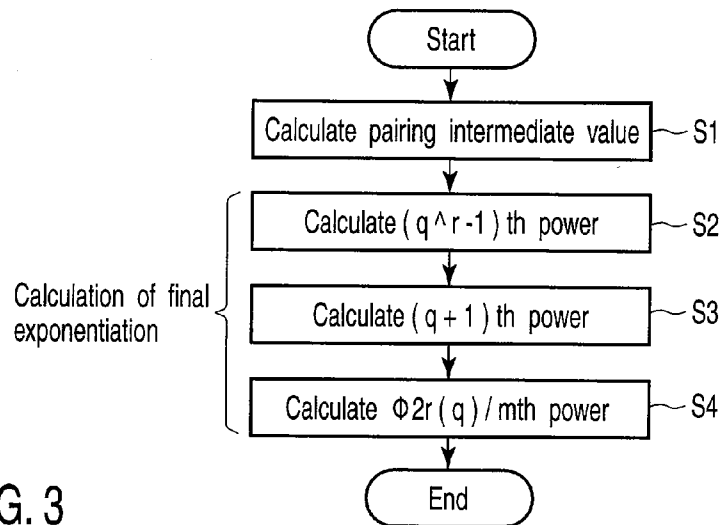 Start
Calculate pairing intermediate value
S1
Calculate ( q ^ r -1 ) th power
S2
Calculation of final
exponentiation
Calculate ( q + 1 ) th power
S3
Calculate Φ2r ( q ) / mth power
S4
End
G. 3